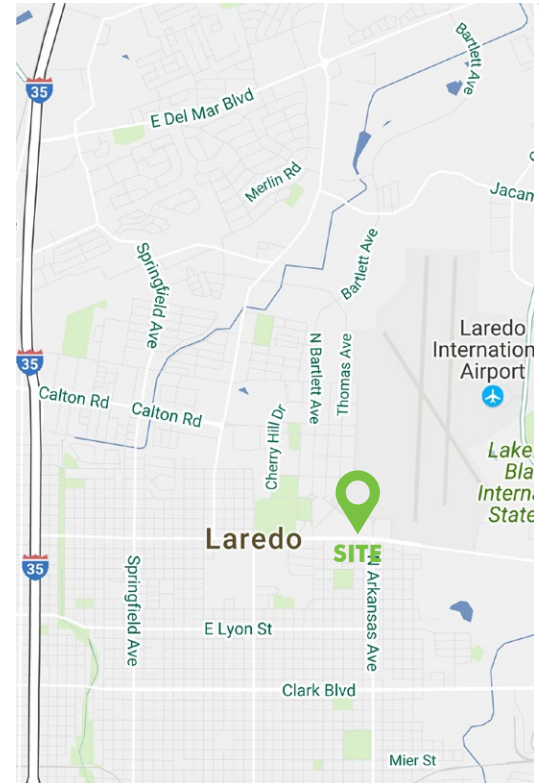 Bartlett Ave
35
E Del Mar Blvd
Merlin Rd
Jacam
Springfield Ave
Bartlett Ave
Laredo
Internation
Airport
N Bartlett Ave
Thomas Ave
35
Calton Rd
Calton Rd
Cherry Hill Dr
Lake
Bla
Interna
State
Laredo
SITE
35
Springfield Ave
N Arkansas Ave
E Lyon St
Clark Blvd
Mier St